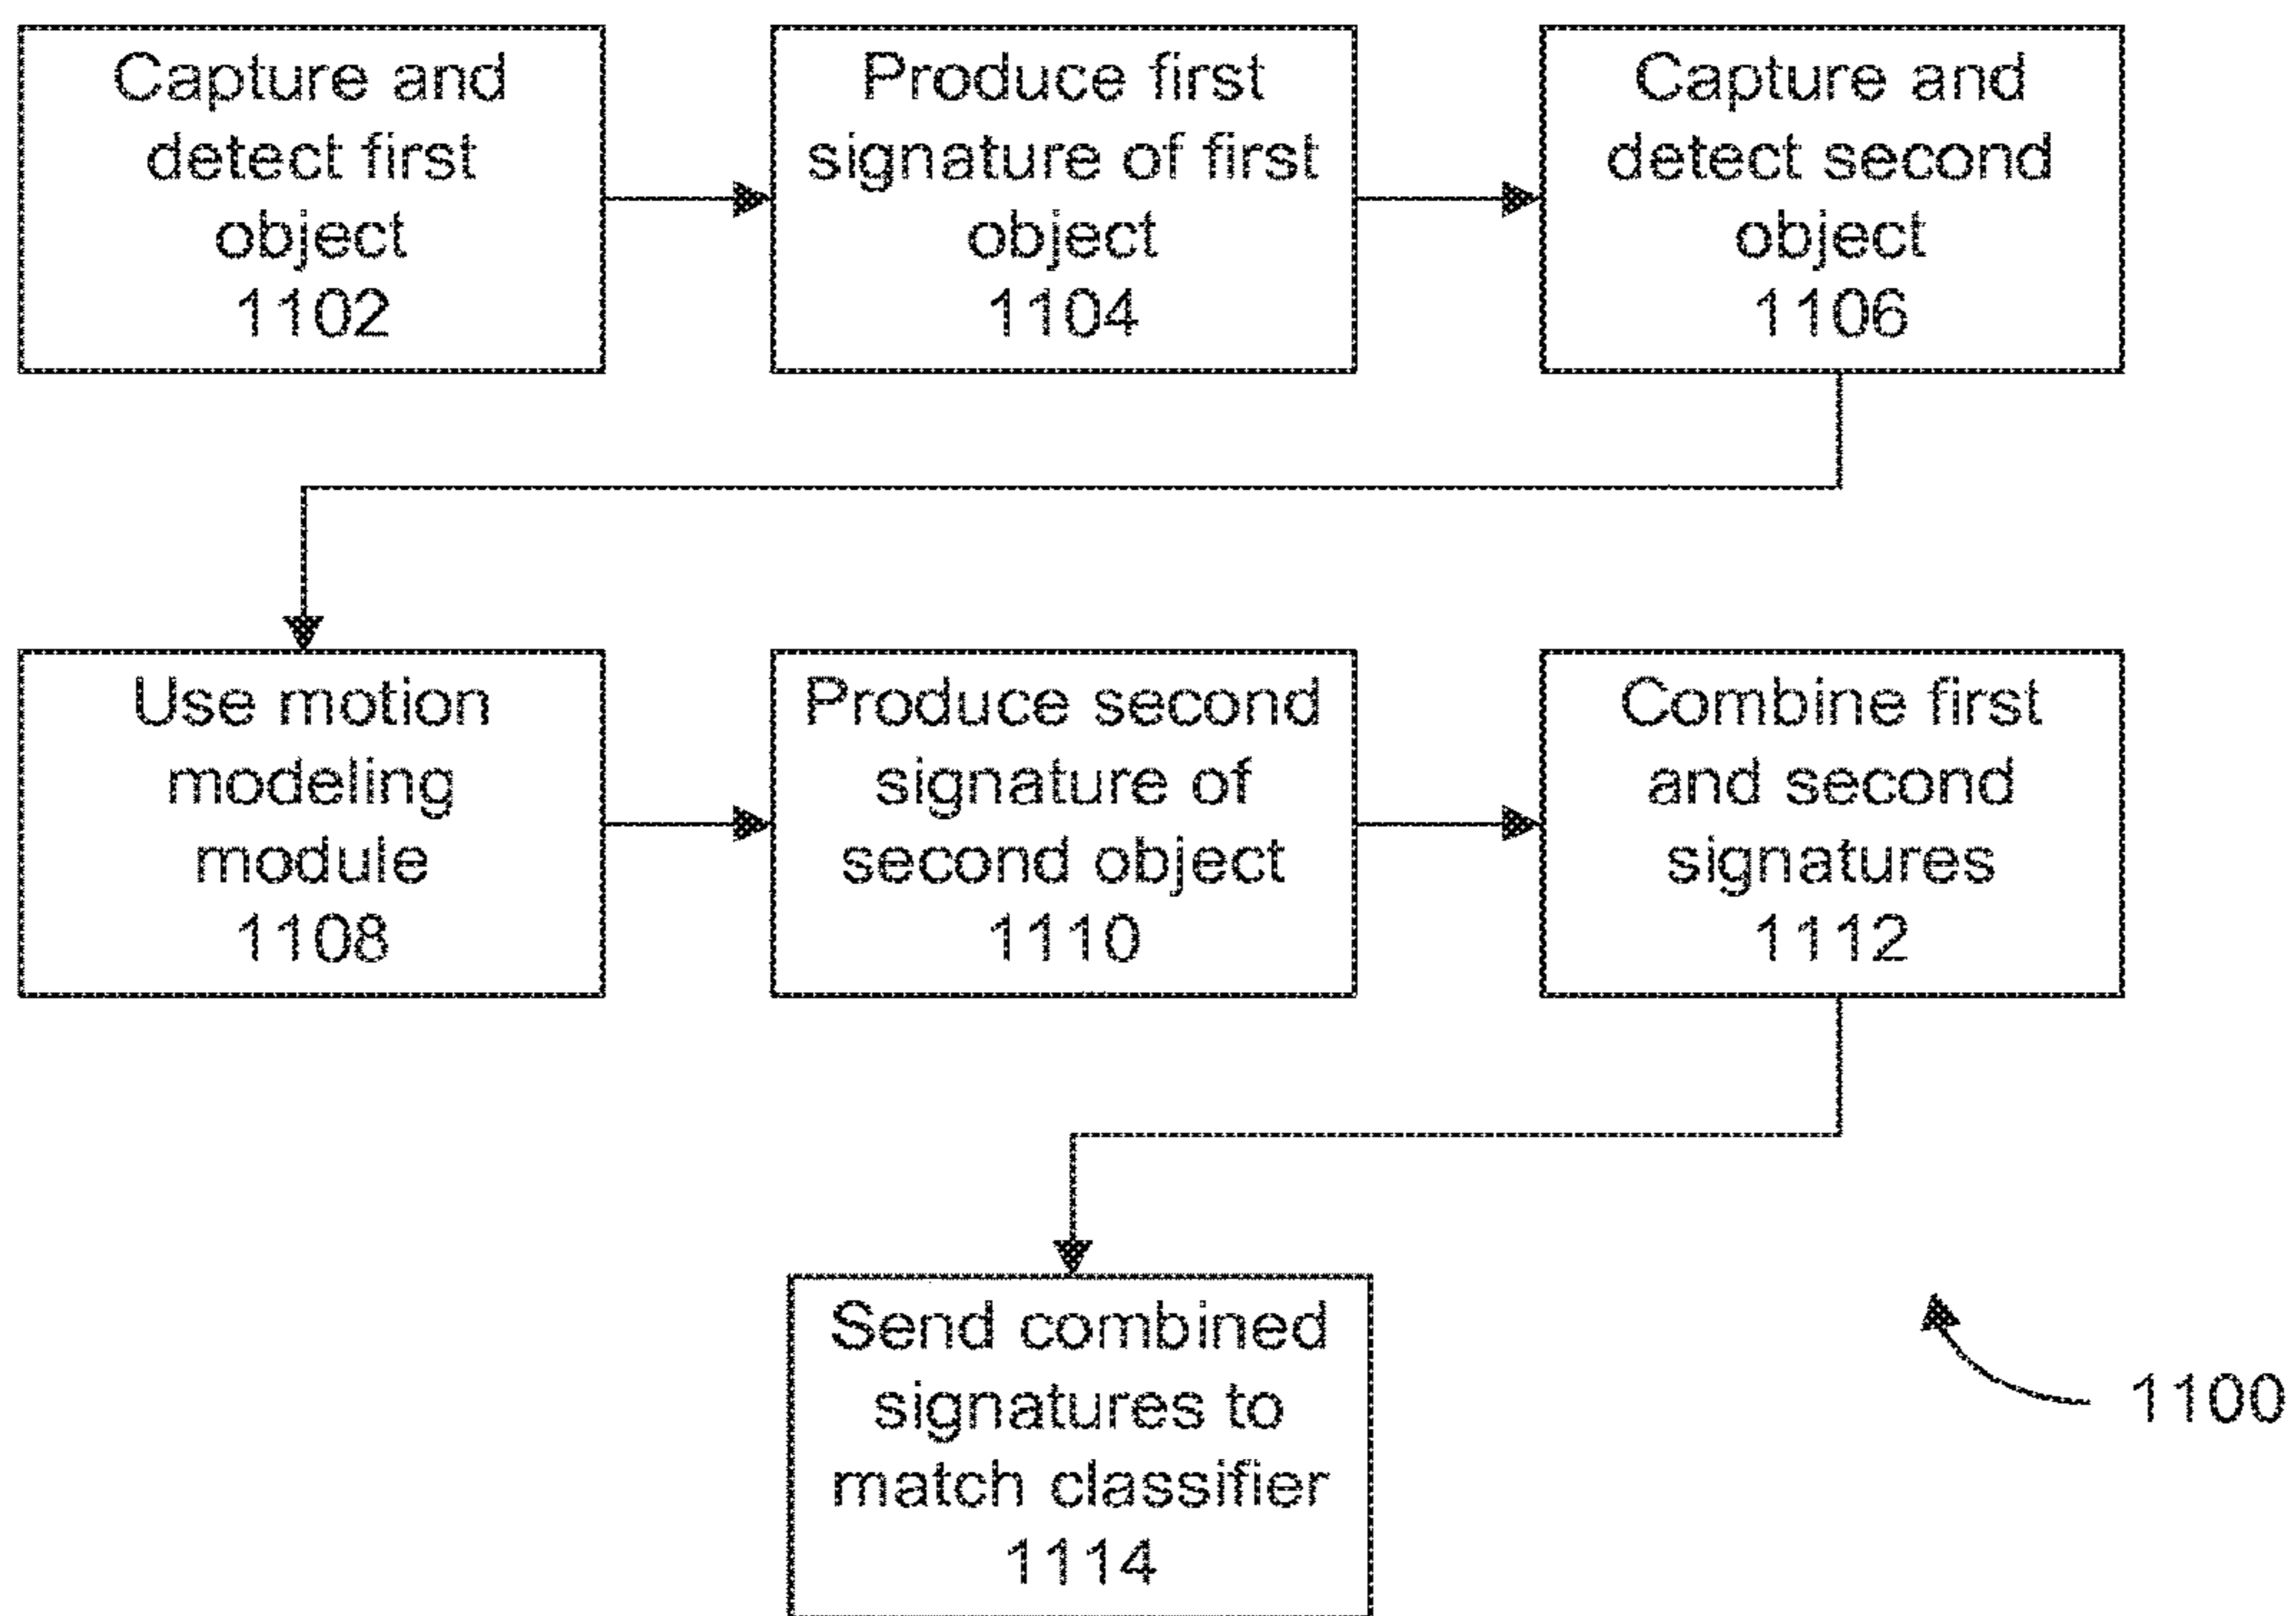 Capture and
detect first
object
1102
Produce first
signature of first
object
1104
Capture and
detect second
object
1106
Use motion
modeling
module
1108
Produce second
signature of
second object
1110
Combine first
and second
signatures
1112
Send combined
signatures to
match classifier
1114
1100